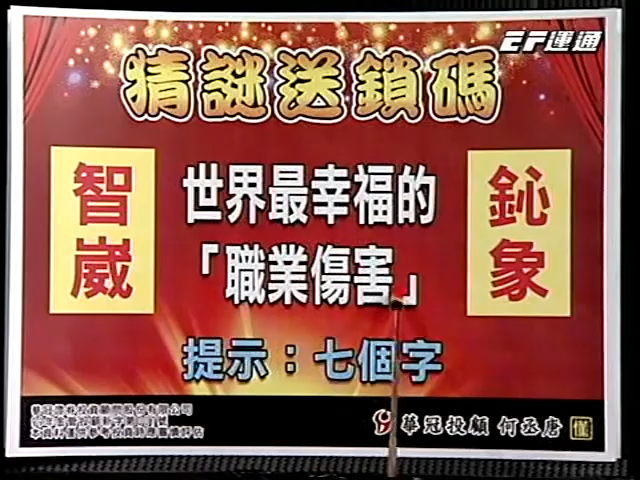 EF運通
猜謎送鎖碼
智崴
世界最幸福的
「職業傷害」
鈊象
提示：七個字
華冠投顧 何丞唐